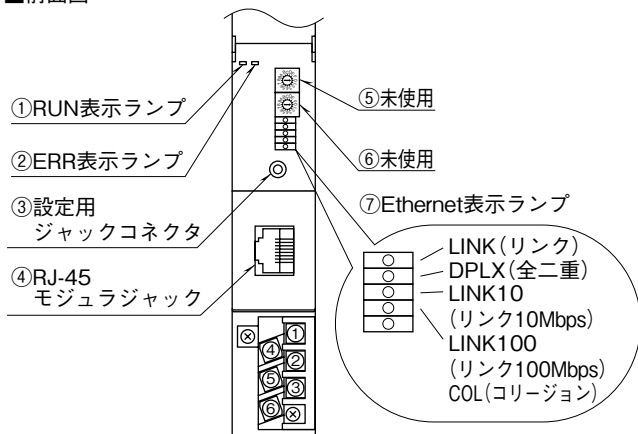 ①RUN表示ランプ
②ERR表示ランプ
③設定用
ジャックコネクタ
④RJ-45
モジュラジャック
⑤未使用
⑥未使用
⑦Ethernet表示ランプ
LINK(リンク)
DPLX(全二重)
LINK10
(リンク10Mbps)
LINK100
(リンク100Mbps)
COL(コリージョン)
①
④
②
⑤
③
⑥